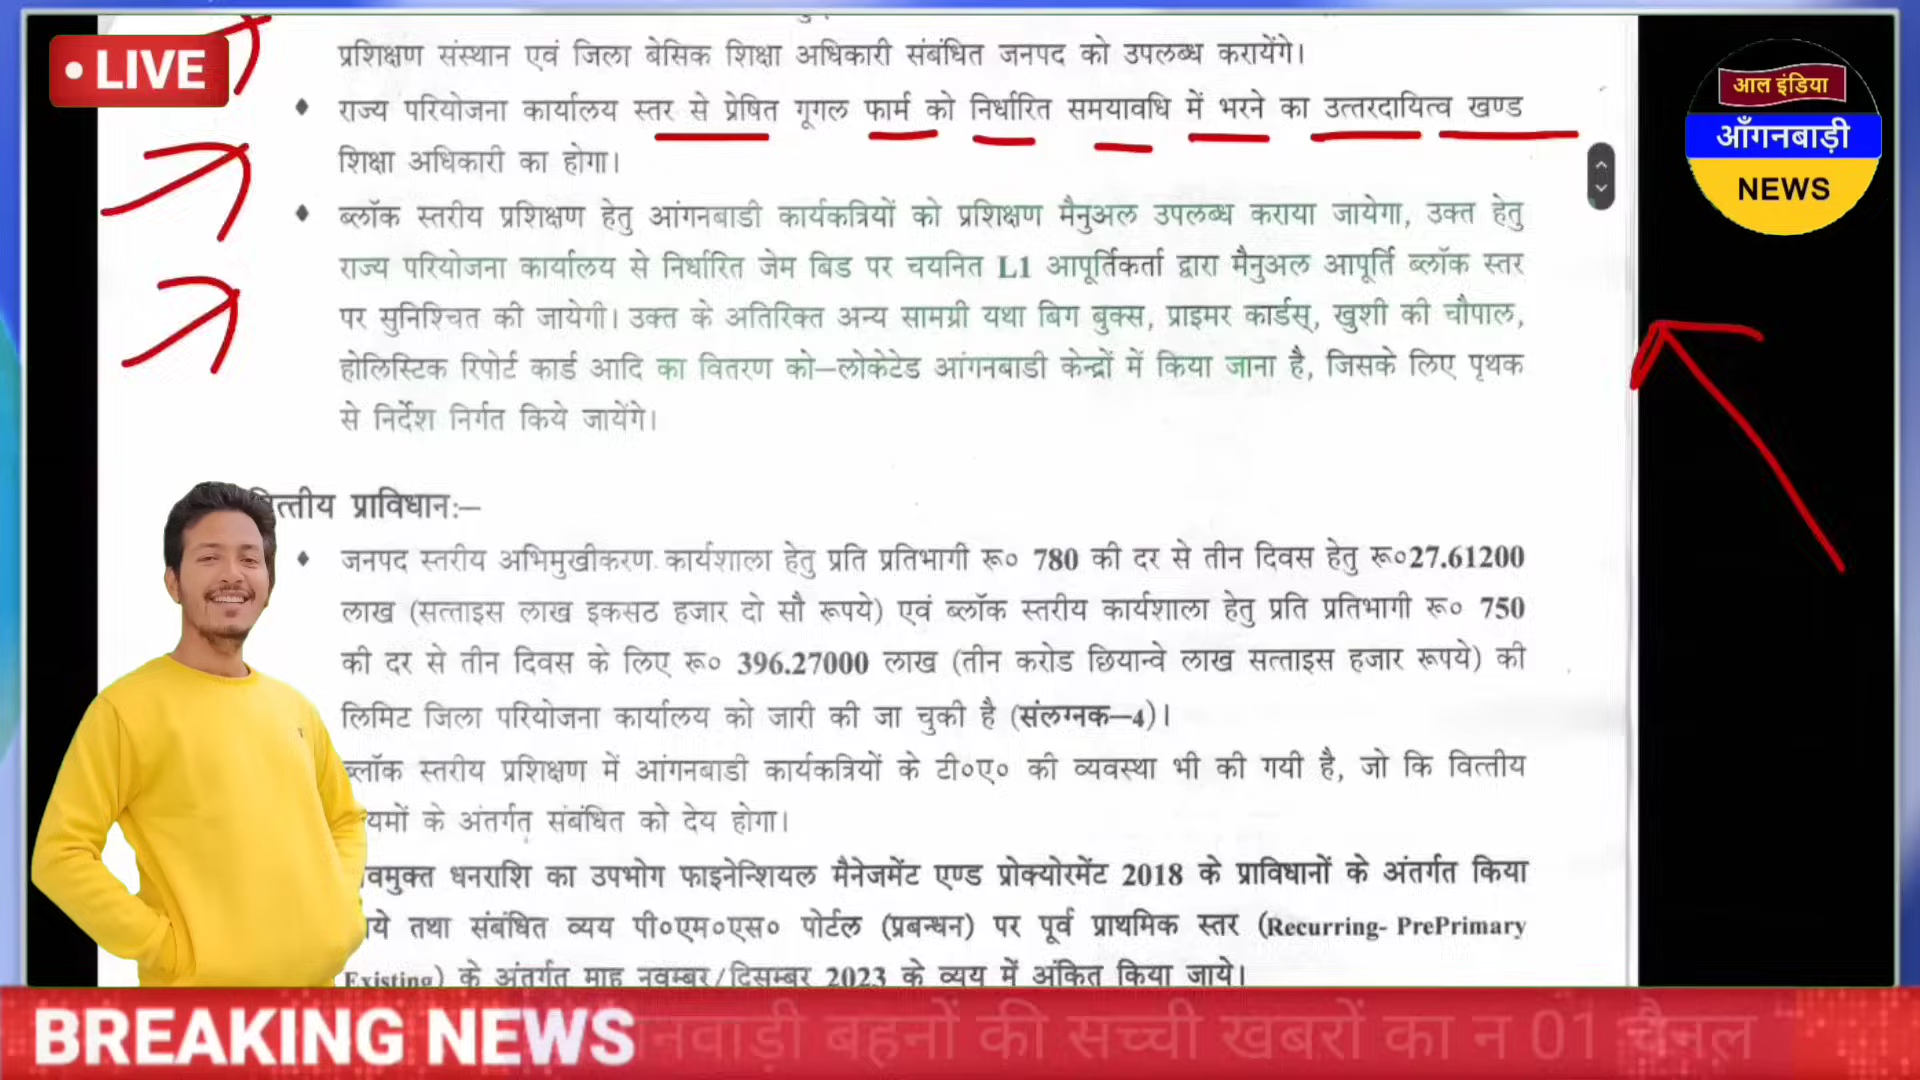 LIVE
प्रशिक्षण संस्थान एवं जिला बेसिक शिक्षा अधिकारी संबंधित जनपद को उपलब्ध करायेंगे।
राज्य परियोजना कार्यालय स्तर से प्रेषित गूगल फार्म को निर्धारित समयावधि में भरने का उत्तरदायित्व खण्ड
शिक्षा अधिकारी का होगा।
ब्लॉक स्तरीय प्रशिक्षण हेतु आंगनबाडी कार्यकत्रियों को प्रशिक्षण मैनुअल उपलब्ध कराया जायेगा, उक्त हेतु
राज्य परियोजना कार्यालय से निर्धारित जेम बिड पर चयनित L1 आपूर्तिकर्ता द्वारा मैनुअल आपूर्ति ब्लॉक स्तर
पर सुनिश्चित की जायेगी। उक्त के अतिरिक्त अन्य सामग्री यथा बिग बुक्स, प्राइमर कार्डस्, खुशी की चौपाल,
होलिस्टिक रिपोर्ट कार्ड आदि का वितरण को–लोकेटेड आंगनबाडी केन्द्रों में किया जाना है, जिसके लिए पृथक
से निर्देश निर्गत किये जायेंगे।
वित्तीय प्राविधान:–
जनपद स्तरीय अभिमुखीकरण कार्यशाला हेतु प्रति प्रतिभागी रू० 780 की दर से तीन दिवस हेतु रू०27.61200
लाख (सत्ताइस लाख इकसठ हजार दो सौ रूपये) एवं ब्लॉक स्तरीय कार्यशाला हेतु प्रति प्रतिभागी रू० 750
की दर से तीन दिवस के लिए रू० 396.27000 लाख (तीन करोड छियान्वे लाख सत्ताइस हजार रूपये) की
लिमिट जिला परियोजना कार्यालय को जारी की जा चुकी है (संलग्नक–4)।
ब्लॉक स्तरीय प्रशिक्षण में आंगनबाडी कार्यकत्रियों के टी०ए० की व्यवस्था भी की गयी है, जो कि वित्तीय
यमों के अंतर्गत संबंधित को देय होगा।
वमुक्त धनराशि का उपभोग फाइनेन्शियल मैनेजमेंट एण्ड प्रोक्योरमेंट 2018 के प्राविधानों के अंतर्गत किया
ये तथा संबंधित व्यय पी०एम०एस० पोर्टल (प्रबन्धन) पर पूर्व प्राथमिक स्तर (Recurring- PrePrimary
Existing) के अंतर्गत माह नवम्बर/दिसम्बर 2023 के व्यय में अंकित किया जाये।
आल इंडिया
आँगनबाड़ी
NEWS
BREAKING NEWS
नवाड़ी बहनों की सच्ची खबरों का न 01 चैनल